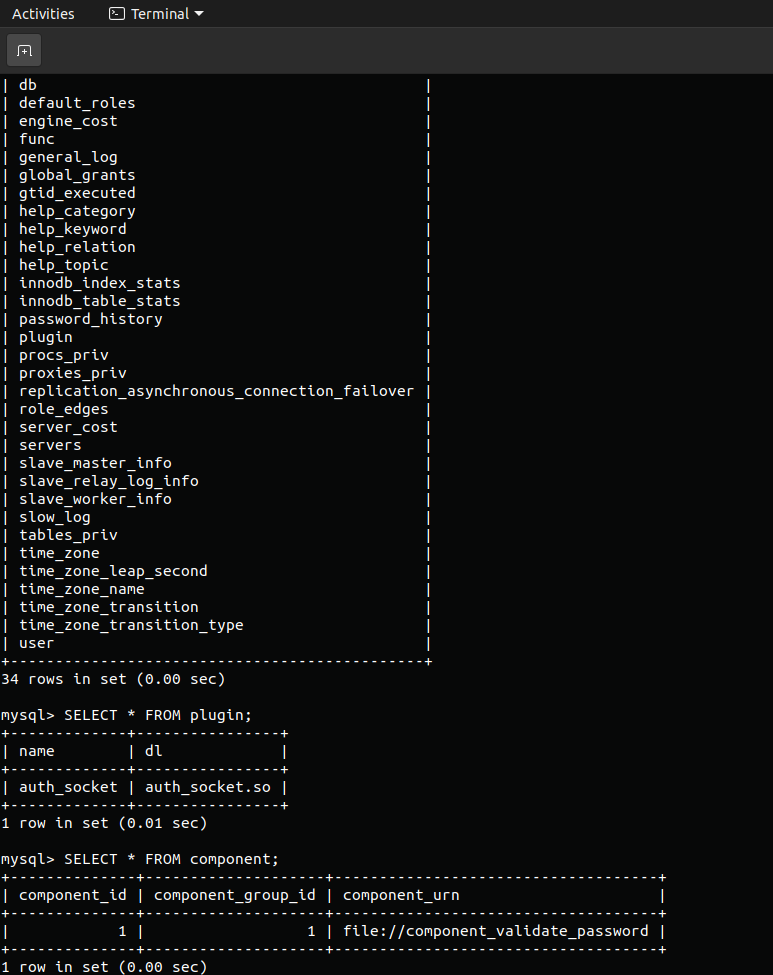 Activities Terminal
| db                                           |
| default_roles                                |
| engine_cost                                  |
| func                                         |
| general_log                                  |
| global_grants                                |
| gtid_executed                                |
| help_category                                |
| help_keyword                                 |
| help_relation                                |
| help_topic                                   |
| innodb_index_stats                           |
| innodb_table_stats                           |
| password_history                             |
| plugin                                       |
| procs_priv                                   |
| proxies_priv                                 |
| replication_asynchronous_connection_failover |
| role_edges                                   |
| server_cost                                  |
| servers                                      |
| slave_master_info                            |
| slave_relay_log_info                         |
| slave_worker_info                            |
| slow_log                                     |
| tables_priv                                  |
| time_zone                                    |
| time_zone_leap_second                        |
| time_zone_name                               |
| time_zone_transition                         |
| time_zone_transition_type                    |
| user                                         |
+----------------------------------------------+
34 rows in set (0.00 sec)

mysql> SELECT * FROM plugin;
+-------------+----------------+
| name        | dl             |
+-------------+----------------+
| auth_socket | auth_socket.so |
+-------------+----------------+
1 row in set (0.01 sec)

mysql> SELECT * FROM component;
+--------------+--------------------+------------------------------------+
| component_id | component_group_id | component_urn                      |
+--------------+--------------------+------------------------------------+
|            1 |                  1 | file://component_validate_password |
+--------------+--------------------+------------------------------------+
1 row in set (0.00 sec)